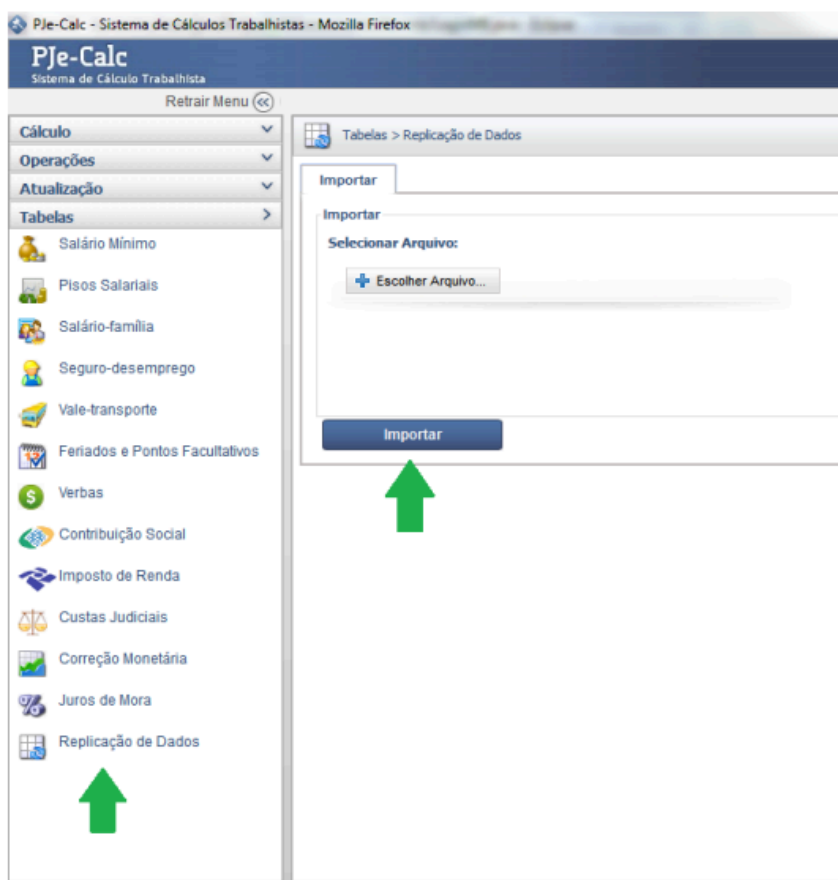 PJe-Calc - Sistema de Cálculos Trabalhistas - Mozilla Firefox
PJe-Calc
Sistema de Cálculo Trabalhista
Retrair Menu
Cálculo
Operações
Atualização
Tabelas
Salário Mínimo
Pisos Salariais
Salário-família
Seguro-desemprego
Vale-transporte
Feriados e Pontos Facultativos
Verbas
Contribuição Social
Imposto de Renda
Custas Judiciais
Correção Monetária
Juros de Mora
Replicação de Dados
Tabelas > Replicação de Dados
Importar
Importar
Selecionar Arquivo:
Escolher Arquivo...
Importar